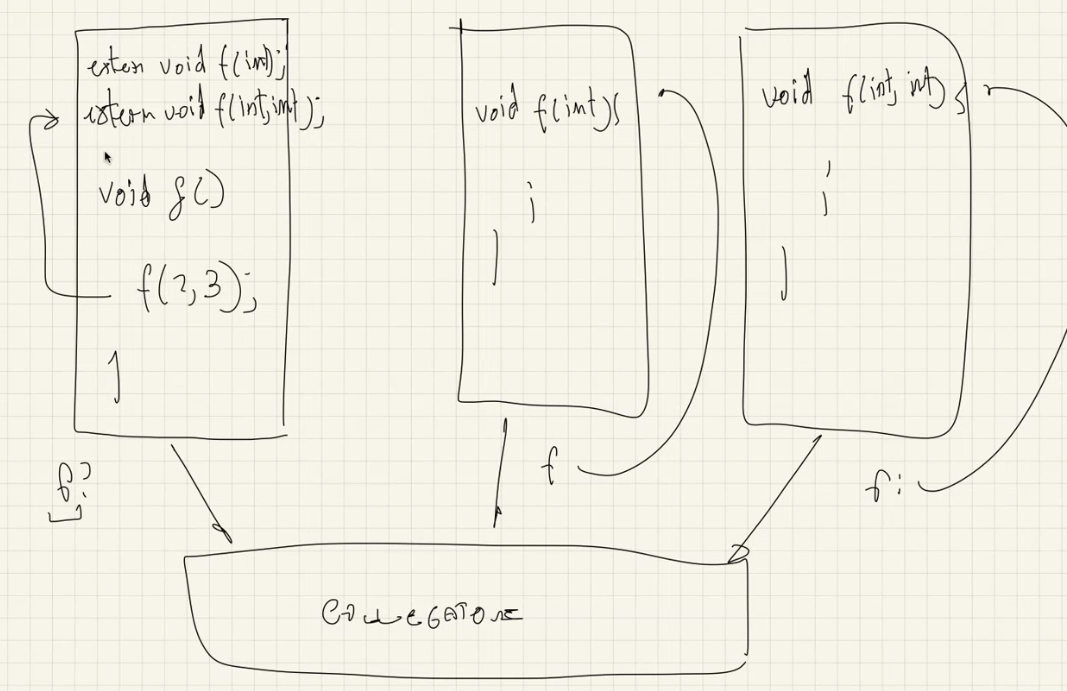 extern void f(int);
extern void f(int,int);
void g()
f(2,3);
}
f?
void f(int){
;
}
f
void f(int, int){
;
}
f:
COLLEGATORE